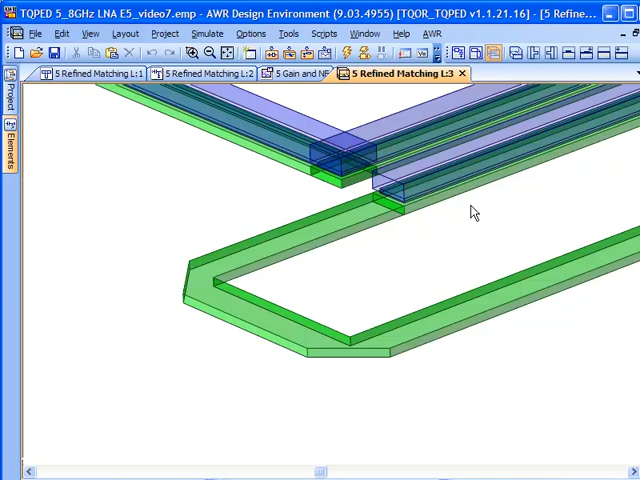 TQPED 5_8GHz LNA E5_video7.emp - AWR Design Environment (9.03.4955) [TQOR_TQPED v1.1.21.16] - [5 Refine...
File Edit View Layout Project Simulate Options Tools Scripts Window Help AWR
5 Refined Matching L:1 5 Refined Matching L:2 5 Gain and NF 5 Refined Matching L:3
Project
Elements